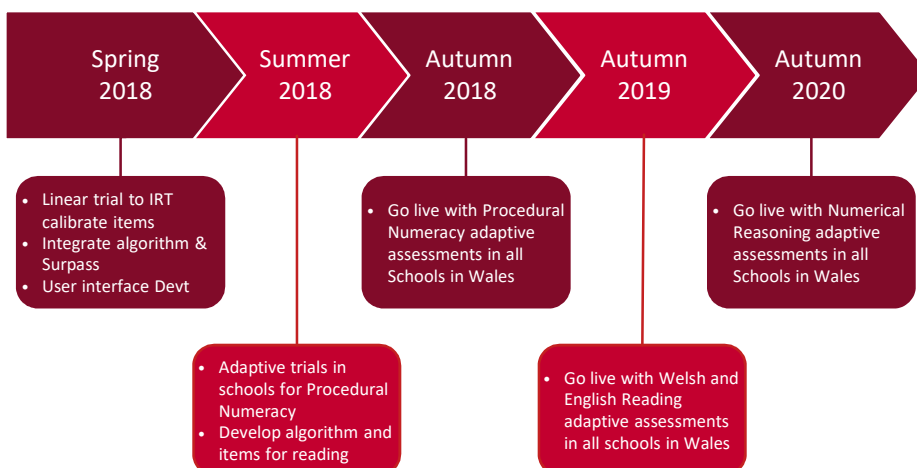 Spring
2018
Summer
2018
Autumn
2018
Autumn
2019
Autumn
2020
• Linear trial to IRT
calibrate items
• Integrate algorithm &
Surpass
• User interface Devt
• Go live with Procedural
Numeracy adaptive
assessments in all
Schools in Wales
• Go live with Numerical
Reasoning adaptive
assessments in all
Schools in Wales
• Adaptive trials in
schools for Procedural
Numeracy
• Develop algorithm and
items for reading
• Go live with Welsh and
English Reading
adaptive assessments
in all schools in Wales